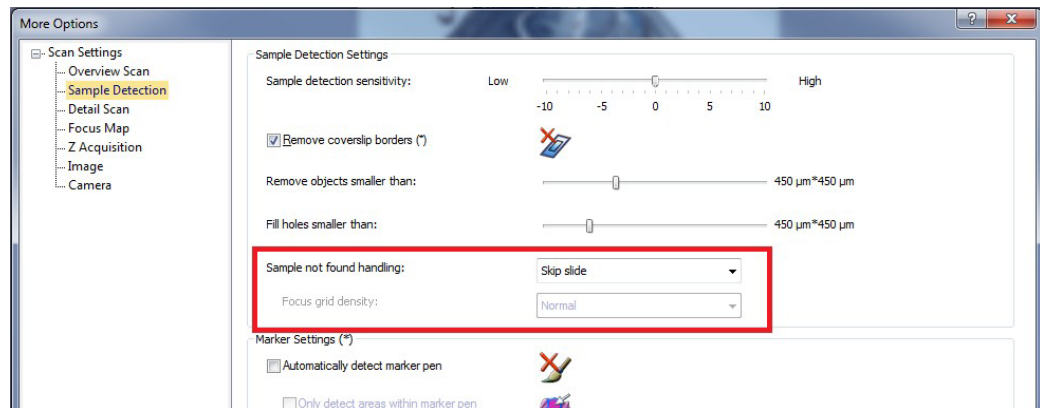 More Options
?
x
Scan Settings
Overview Scan
Sample Detection
Detail Scan
Focus Map
Z Acquisition
Image
Camera
Sample Detection Settings
Sample detection sensitivity: Low High
-10 -5 0 5 10
Remove coverslip borders (*)
Remove objects smaller than: 450 µm*450 µm
Fill holes smaller than: 450 µm*450 µm
Sample not found handling: Skip slide
Focus grid density: Normal
Marker Settings (*)
Automatically detect marker pen
Only detect areas within marker pen